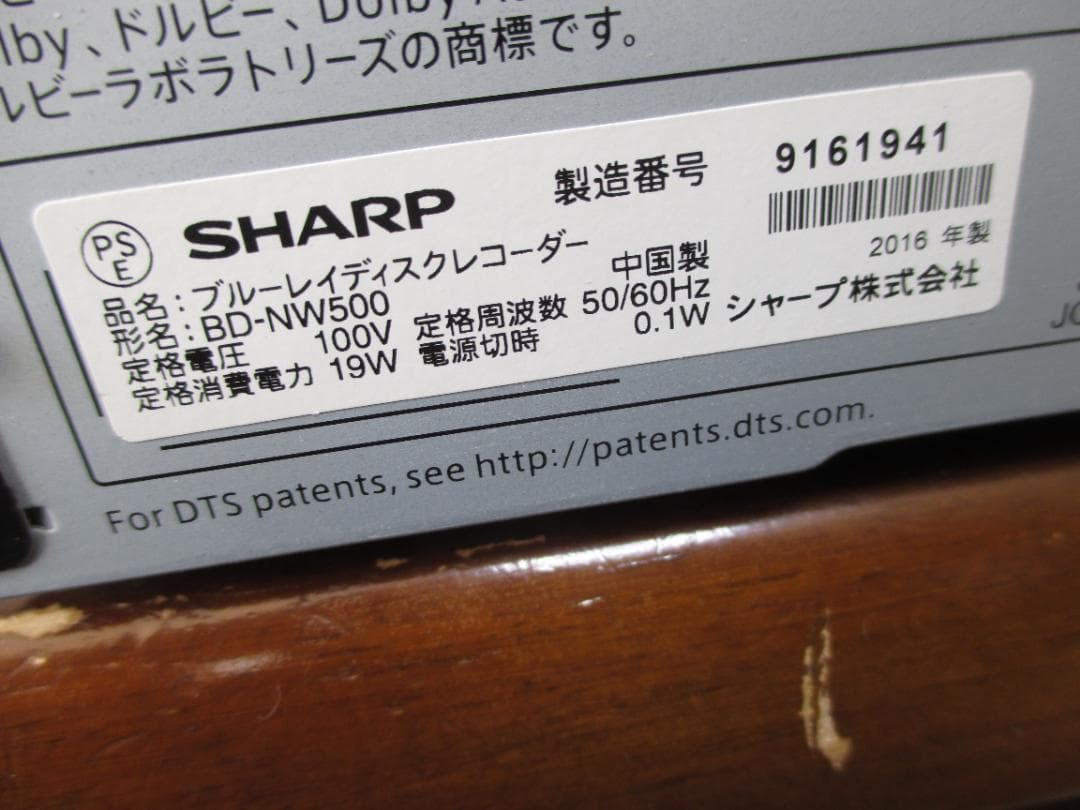 lby、ドルビー、Dolby
ルビーラボラトリーズの商標です。
PS
E
SHARP
製造番号 9161941
品名:ブルーレイディスクレコーダー
2016 年製
形名:BD-NW500
中国製
定格電圧 100V 定格周波数 50/60Hz
シャープ株式会社
定格消費電力 19W 電源切時 0.1W
For DTS patents, see http://patents.dts.com.